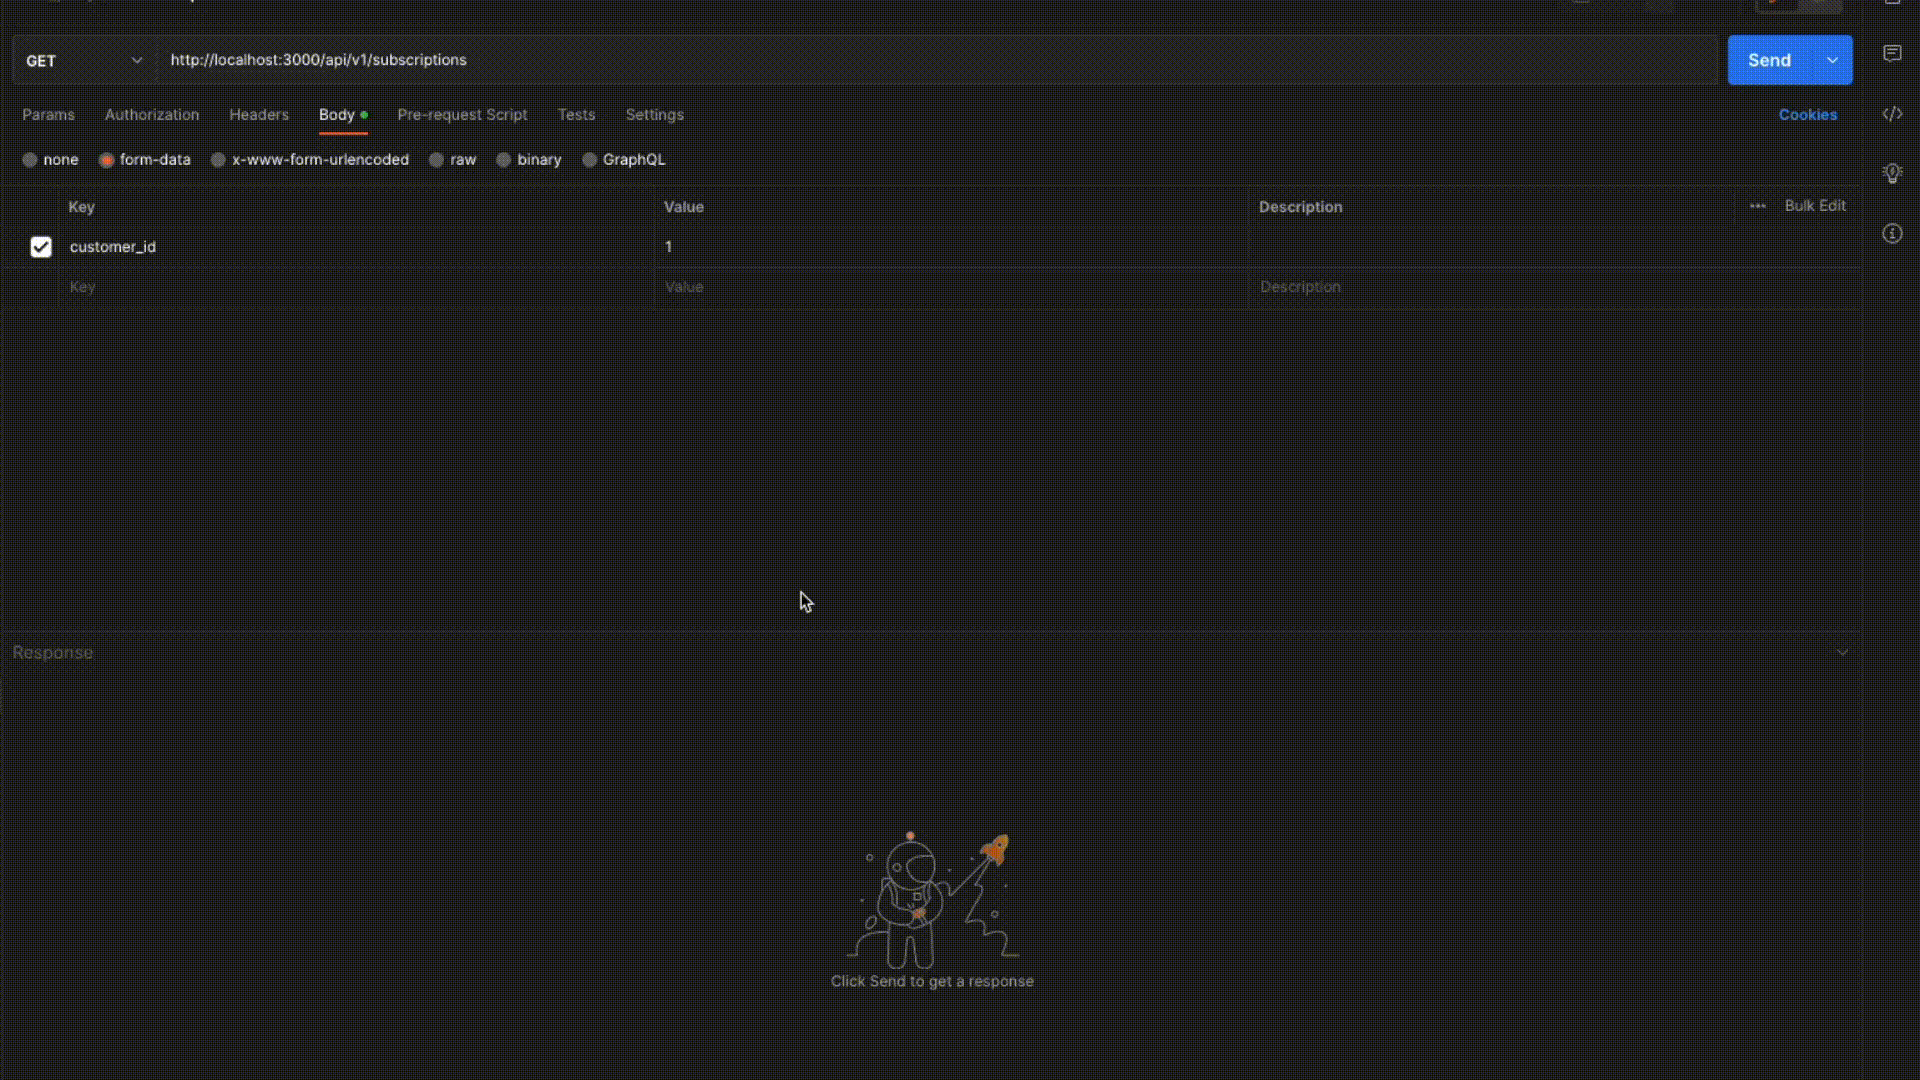 GET http://localhost:3000/api/v1/subscriptions Send
Params Authorization Headers Body Pre-request Script Tests Settings Cookies
none form-data x-www-form-urlencoded raw binary GraphQL
Key Value Description ••• Bulk Edit
customer_id 1
Key Value Description
Response
Click Send to get a response